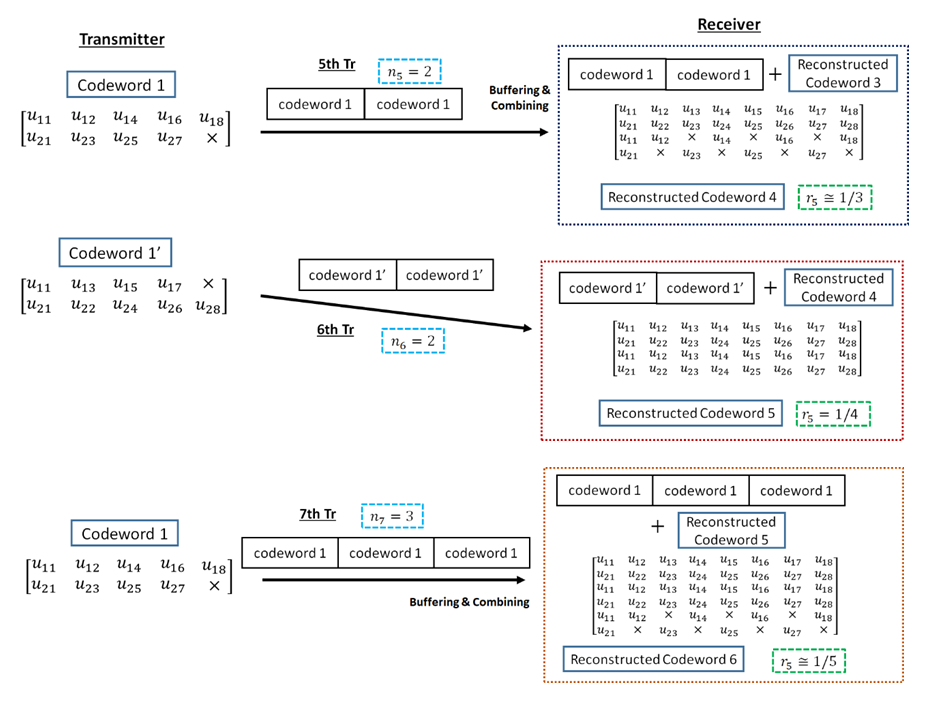 Transmitter
Receiver
Codeword 1
[u₁₁ u₁₂ u₁₄ u₁₆ u₁₈]
[u₂₁ u₂₃ u₂₅ u₂₇ ×]
5th Tr
n₅ = 2
codeword 1 codeword 1
Buffering &
Combining
codeword 1 codeword 1 + Reconstructed
Codeword 3
[u₁₁ u₁₂ u₁₃ u₁₄ u₁₅ u₁₆ u₁₇ u₁₈]
[u₂₁ u₂₂ u₂₃ u₂₄ u₂₅ u₂₆ u₂₇ u₂₈]
[u₁₁ u₁₂ × u₁₄ × u₁₆ × u₁₈]
[u₂₁ × u₂₃ × u₂₅ × u₂₇ ×]
Reconstructed Codeword 4
r₅ ≅ 1/3
Codeword 1′
[u₁₁ u₁₃ u₁₅ u₁₇ ×]
[u₂₁ u₂₂ u₂₄ u₂₆ u₂₈]
codeword 1′ codeword 1′
6th Tr
n₆ = 2
codeword 1′ codeword 1′ + Reconstructed
Codeword 4
[u₁₁ u₁₂ u₁₃ u₁₄ u₁₅ u₁₆ u₁₇ u₁₈]
[u₂₁ u₂₂ u₂₃ u₂₄ u₂₅ u₂₆ u₂₇ u₂₈]
[u₁₁ u₁₂ u₁₃ u₁₄ u₁₅ u₁₆ u₁₇ u₁₈]
[u₂₁ u₂₂ u₂₃ u₂₄ u₂₅ u₂₆ u₂₇ u₂₈]
Reconstructed Codeword 5
r₅ = 1/4
Codeword 1
[u₁₁ u₁₂ u₁₄ u₁₆ u₁₈]
[u₂₁ u₂₃ u₂₅ u₂₇ ×]
7th Tr
n₇ = 3
codeword 1 codeword 1 codeword 1
Buffering & Combining
codeword 1 codeword 1 codeword 1
+ Reconstructed
Codeword 5
[u₁₁ u₁₂ u₁₃ u₁₄ u₁₅ u₁₆ u₁₇ u₁₈]
[u₂₁ u₂₂ u₂₃ u₂₄ u₂₅ u₂₆ u₂₇ u₂₈]
[u₁₁ u₁₂ u₁₃ u₁₄ u₁₅ u₁₆ u₁₇ u₁₈]
[u₂₁ u₂₂ u₂₃ u₂₄ u₂₅ u₂₆ u₂₇ u₂₈]
[u₁₁ u₁₂ × u₁₄ × u₁₆ × u₁₈]
[u₂₁ × u₂₃ × u₂₅ × u₂₇ ×]
Reconstructed Codeword 6
r₅ ≅ 1/5